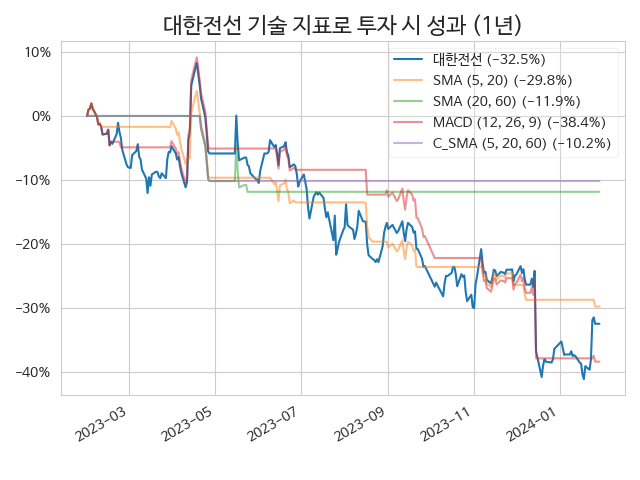 대한전선 기술 지표로 투자 시 성과 (1년)
10%
0%
−10%
−20%
−30%
−40%
대한전선 (−32.5%)
SMA (5, 20) (−29.8%)
SMA (20, 60) (−11.9%)
MACD (12, 26, 9) (−38.4%)
C_SMA (5, 20, 60) (−10.2%)
2023−03
2023−05
2023−07
2023−09
2023−11
2024−01